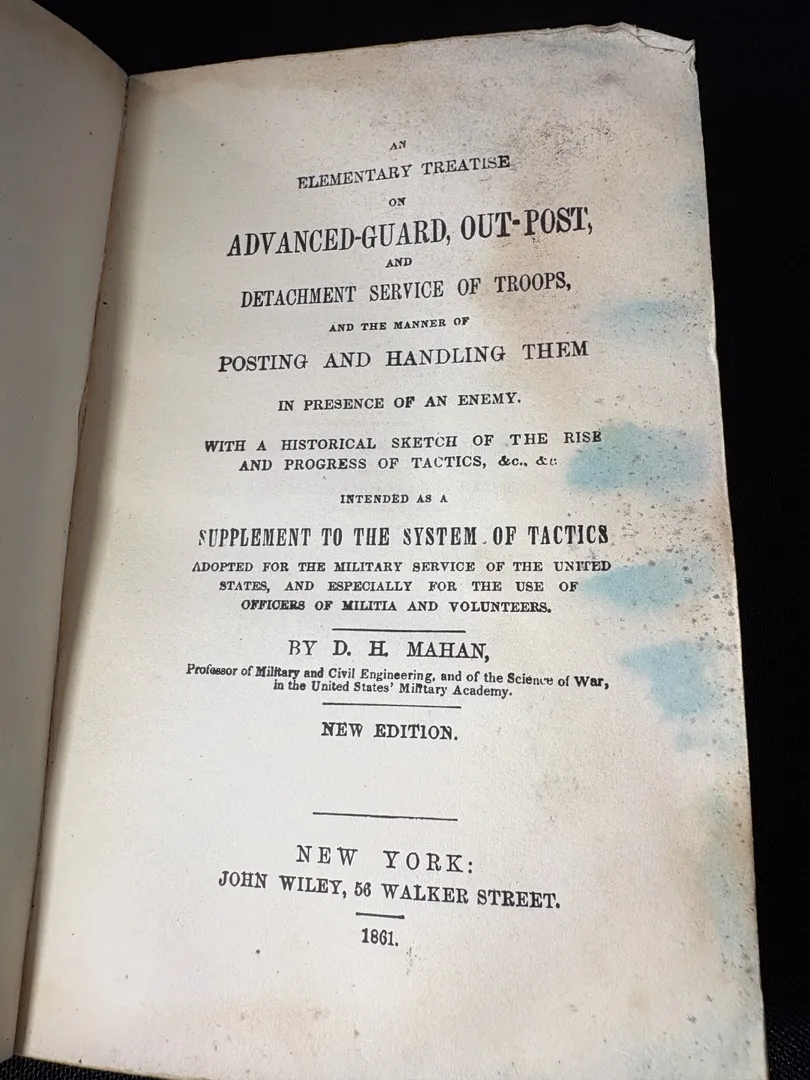 AN
ELEMENTARY TREATISE
ON
ADVANCED-GUARD, OUT-POST,
AND
DETACHMENT SERVICE OF TROOPS,
AND THE MANNER OF
POSTING AND HANDLING THEM
IN PRESENCE OF AN ENEMY.
WITH A HISTORICAL SKETCH OF THE RISE
AND PROGRESS OF TACTICS, &c., &c.
INTENDED AS A
SUPPLEMENT TO THE SYSTEM OF TACTICS
ADOPTED FOR THE MILITARY SERVICE OF THE UNITED
STATES, AND ESPECIALLY FOR THE USE OF
OFFICERS OF MILITIA AND VOLUNTEERS.
BY D. H. MAHAN,
Professor of Military and Civil Engineering, and of the Science of War,
in the United States' Military Academy.
NEW EDITION.
NEW YORK:
JOHN WILEY, 56 WALKER STREET.
1861.